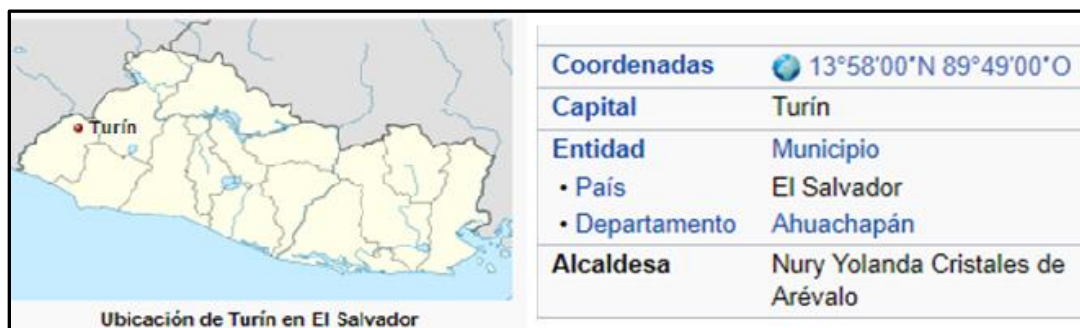 Turín
Ubicación de Turín en El Salvador
Coordenadas 13°58′00″N 89°49′00″O
Capital Turín
Entidad Municipio
• País El Salvador
• Departamento Ahuachapán
Alcaldesa Nury Yolanda Cristales de
Arévalo